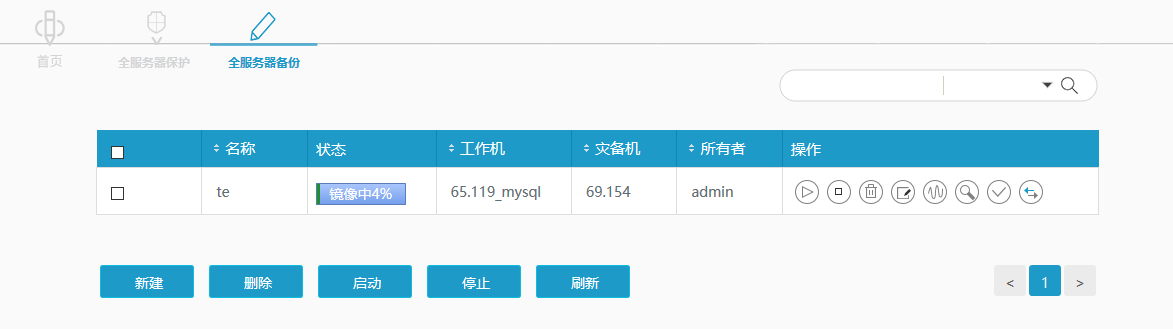 首页
全服务器保护
全服务器备份
名称 状态 工作机 灾备机 所有者 操作
te 镜像中4% 65.119_mysql 69.154 admin
新建 删除 启动 停止 刷新 < 1 >